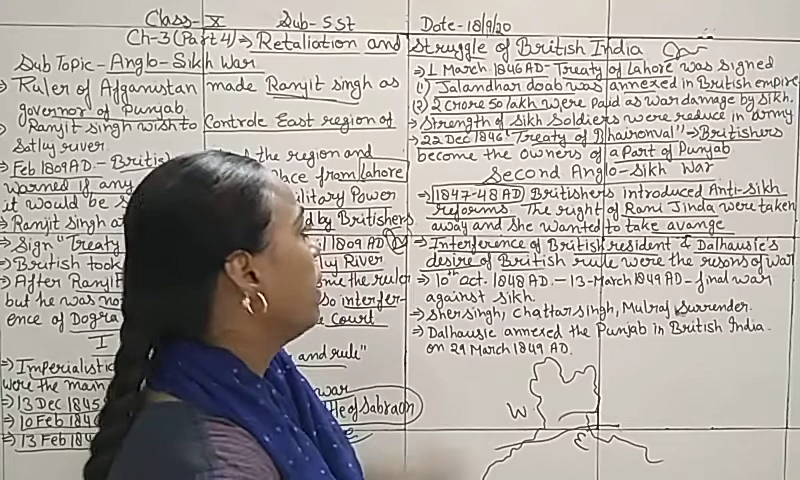 Class-X Sub-S.St Date-18/9/20
Ch-3(Part 4)⇒ Retaliation and Struggle of British India
Sub Topic-Anglo-Sikh War
⇒ Ruler of Afganistan made Ranjit singh as
governor of Punjab
⇒ Ranjit singh wish to Controle East region of
Satluj river.
⇒ Feb 1809AD- British the region and
warned if any place from Lahore
it would be Military Power
⇒ Ranjit singh a by Britishers
⇒ Sign "Treaty 1809 AD
⇒ British took River
⇒ After Ranjit the ruler
but he was no so interfer-
ence of Dogra Court
I
⇒ Imperialistic and rule"
were the main war
⇒ 13 Dec 1845 of Sabraon
⇒ 10 Feb 184
⇒ 13 Feb 184
⇒ 1 March 1846AD-Treaty of Lahore was signed
(1) Jalandhar doab was annexed in British empire
(2) 2 crore 50 lakh were Paid as war damage by Sikh.
⇒ Strength of Sikh Soldiers were reduce in army
⇒ 22 Dec 1846 "Treaty of Bhaironval"⇒ Britishers
become the owners of a Part of Punjab
Second Anglo-Sikh War
⇒ 1847-48 AD Britishers introduced Anti-sikh
reforms The right of Rani Jinda were taken
away and she wanted to take avange
⇒ Interference of British resident & Dalhausie's
desire of British rule were the resons of war
⇒ 10th oct. 1848 AD.-13-March 1849 AD- final war
against Sikh
⇒ Sher singh, Chattar singh, Mulraj Surrender.
⇒ Dalhausie annexed the Punjab in British India.
on 29 March 1849 AD.
W
E